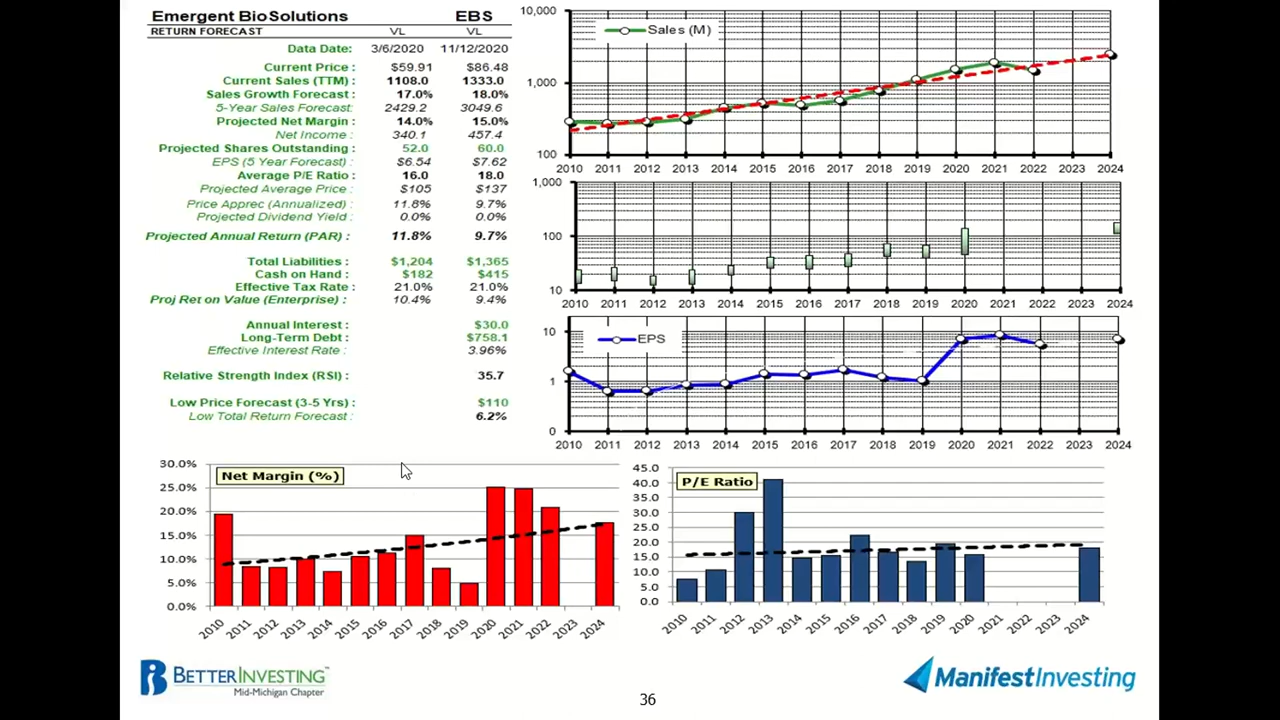 Emergent BioSolutions EBS
RETURN FORECAST VL VL
Data Date: 3/6/2020 11/12/2020
Current Price : $59.91 $86.48
Current Sales (TTM) : 1108.0 1333.0
Sales Growth Forecast : 17.0% 18.0%
5-Year Sales Forecast: 2429.2 3049.6
Projected Net Margin : 14.0% 15.0%
Net Income : 340.1 457.4
Projected Shares Outstanding : 52.0 60.0
EPS (5 Year Forecast) : $6.54 $7.62
Average P/E Ratio : 16.0 18.0
Projected Average Price : $105 $137
Price Apprec (Annualized) : 11.8% 9.7%
Projected Dividend Yield : 0.0% 0.0%
Projected Annual Return (PAR) : 11.8% 9.7%
Total Liabilities : $1,204 $1,365
Cash on Hand : $182 $415
Effective Tax Rate : 21.0% 21.0%
Proj Ret on Value (Enterprise) : 10.4% 9.4%
Annual Interest : $30.0
Long-Term Debt : $758.1
Effective Interest Rate : 3.96%
Relative Strength Index (RSI) : 35.7
Low Price Forecast (3-5 Yrs) : $110
Low Total Return Forecast : 6.2%
10,000
1,000
100
Sales (M)
2010 2011 2012 2013 2014 2015 2016 2017 2018 2019 2020 2021 2022 2023 2024
1,000
100
10
2010 2011 2012 2013 2014 2015 2016 2017 2018 2019 2020 2021 2022 2023 2024
10
1
0
EPS
2010 2011 2012 2013 2014 2015 2016 2017 2018 2019 2020 2021 2022 2023 2024
Net Margin (%)
30.0%
25.0%
20.0%
15.0%
10.0%
5.0%
0.0%
2010 2011 2012 2013 2014 2015 2016 2017 2018 2019 2020 2021 2022 2023 2024
P/E Ratio
45.0
40.0
35.0
30.0
25.0
20.0
15.0
10.0
5.0
0.0
2010 2011 2012 2013 2014 2015 2016 2017 2018 2019 2020 2021 2022 2023 2024
BETTERINVESTING™
Mid-Michigan Chapter
36
ManifestInvesting